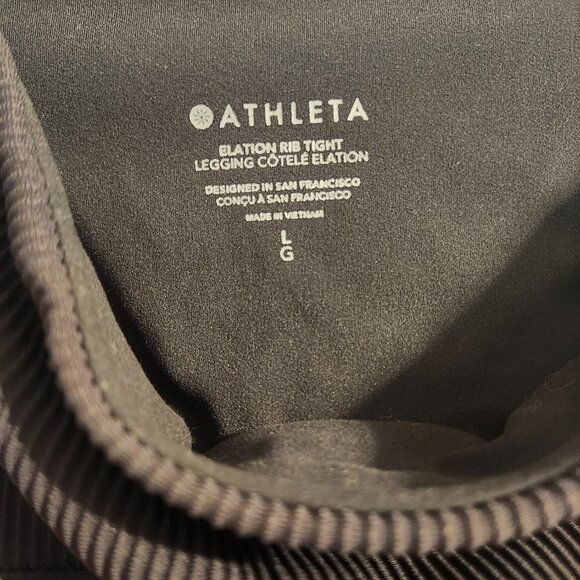 ATHLETA
ELATION RIB TIGHT
LEGGING CÔTELÉ ELATION
DESIGNED IN SAN FRANCISCO
CONÇU À SAN FRANCISCO
MADE IN VIETNAM
L
G